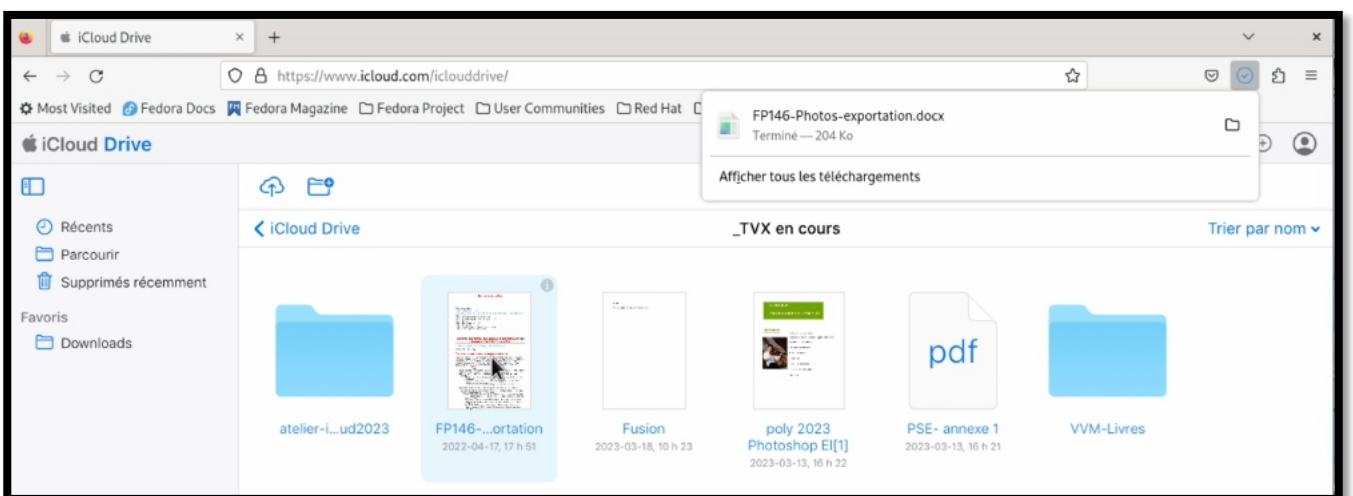 iCloud Drive
https://www.icloud.com/iclouddrive/
Most Visited Fedora Docs Fedora Magazine Fedora Project User Communities Red Hat
FP146-Photos-exportation.docx
Terminé — 204 Ko
Afficher tous les téléchargements
iCloud Drive
Récents
Parcourir
Supprimés récemment
Favoris
Downloads
iCloud Drive
_TVX en cours
Trier par nom
pdf
atelier-i...ud2023
FP146-...ortation
2022-04-17, 17 h 51
Fusion
2023-03-18, 10 h 23
poly 2023
Photoshop El[1]
2023-03-13, 16 h 22
PSE- annexe 1
2023-03-13, 16 h 21
VVM-Livres